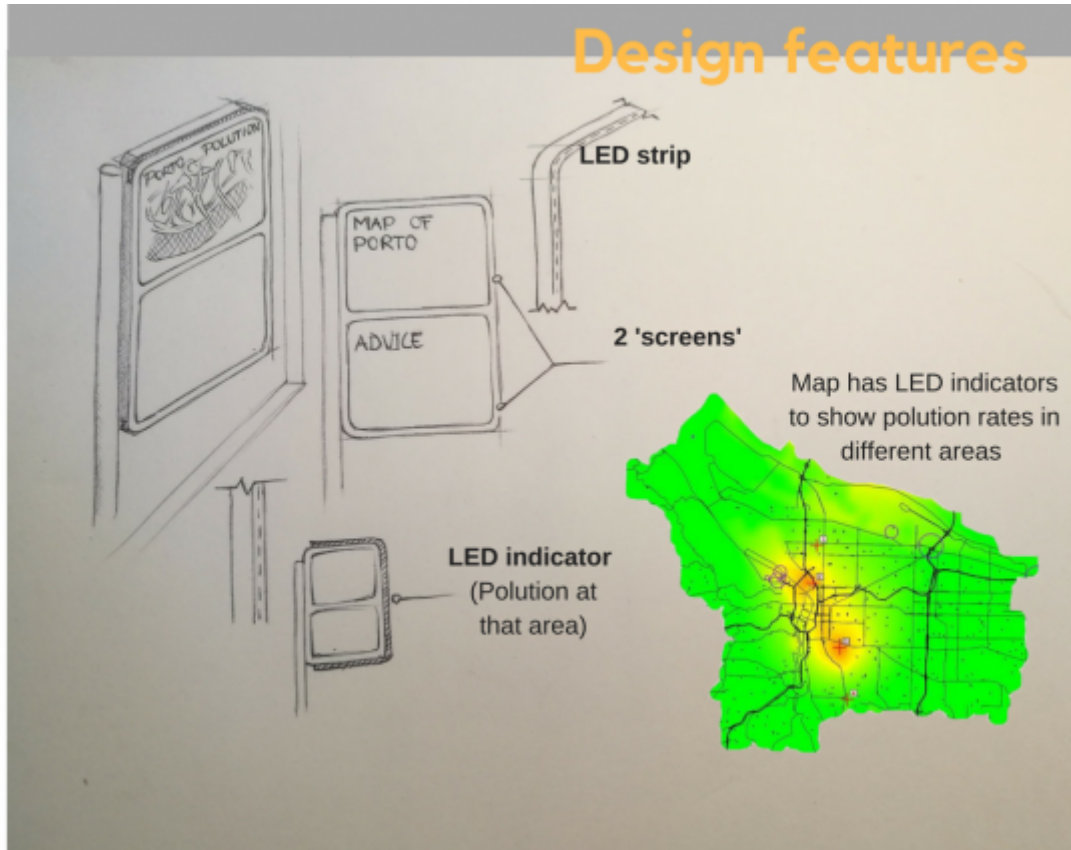 Design features
PORTO POLUTION
LED strip
MAP OF
PORTO
ADVICE
2 'screens'
Map has LED indicators
to show polution rates in
different areas
LED indicator
(Polution at
that area)